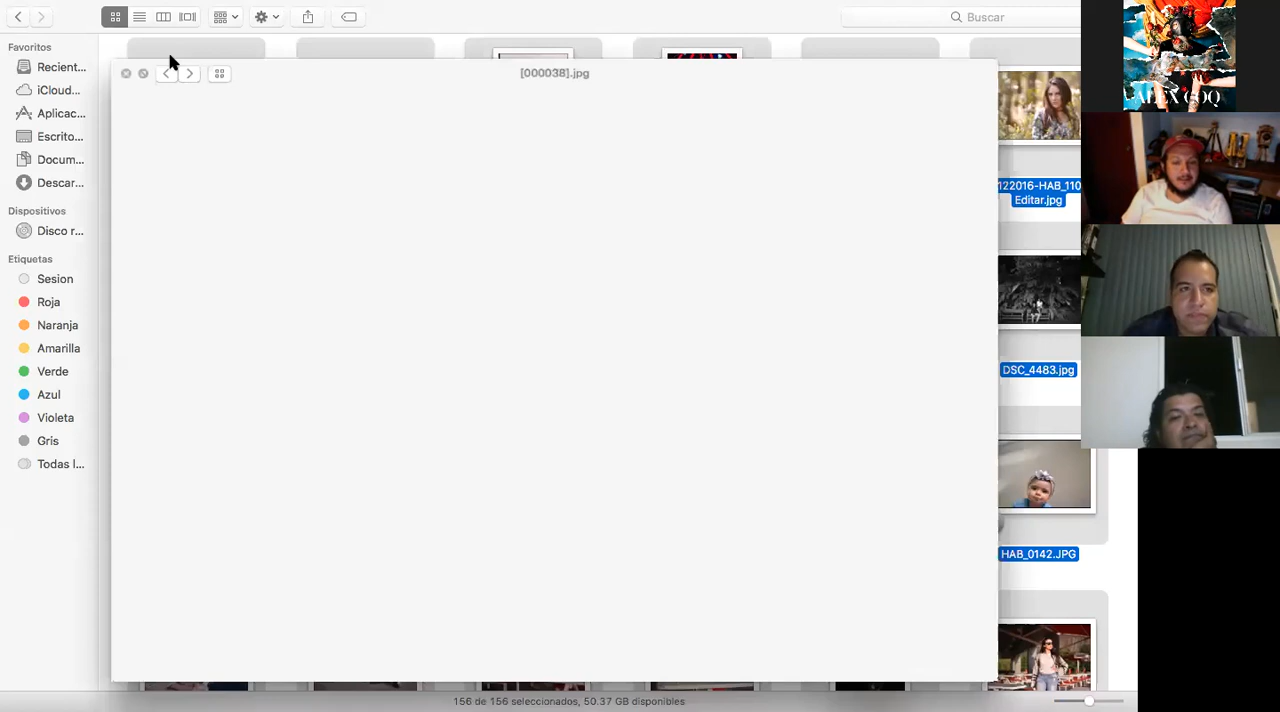 Buscar
Favoritos
Recient...
iCloud...
Aplicac...
Escrito...
Docum...
Descar...
Dispositivos
Disco r...
Etiquetas
Sesion
Roja
Naranja
Amarilla
Verde
Azul
Violeta
Gris
Todas l...
[000038].jpg
122016-HAB_110
Editar.jpg
DSC_4483.jpg
HAB_0142.JPG
ALEX COQ
156 de 156 seleccionados, 50.37 GB disponibles